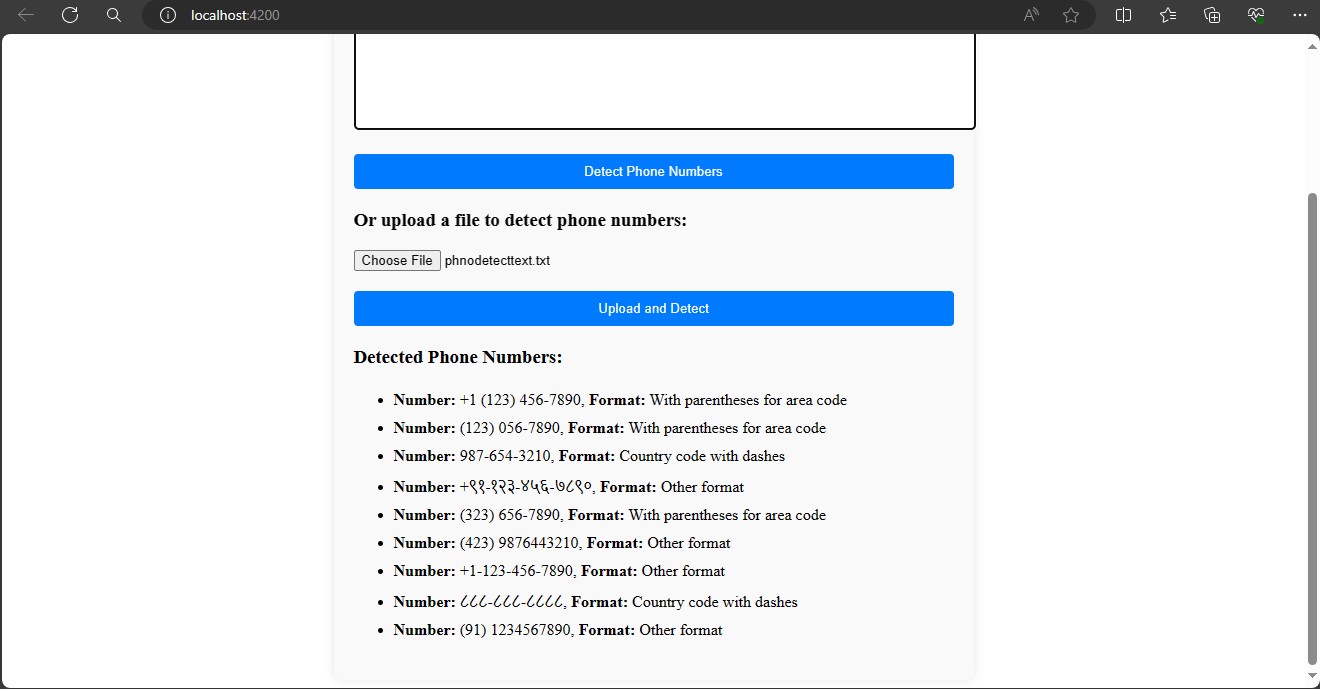 localhost:4200
Detect Phone Numbers
Or upload a file to detect phone numbers:
Choose File phnodetecttext.txt
Upload and Detect
Detected Phone Numbers:
• Number: +1 (123) 456-7890, Format: With parentheses for area code
• Number: (123) 056-7890, Format: With parentheses for area code
• Number: 987-654-3210, Format: Country code with dashes
• Number: +९१-१२३-४५६-७८९०, Format: Other format
• Number: (323) 656-7890, Format: With parentheses for area code
• Number: (423) 9876443210, Format: Other format
• Number: +1-123-456-7890, Format: Other format
• Number: ८८८-८८८-८८८८, Format: Country code with dashes
• Number: (91) 1234567890, Format: Other format